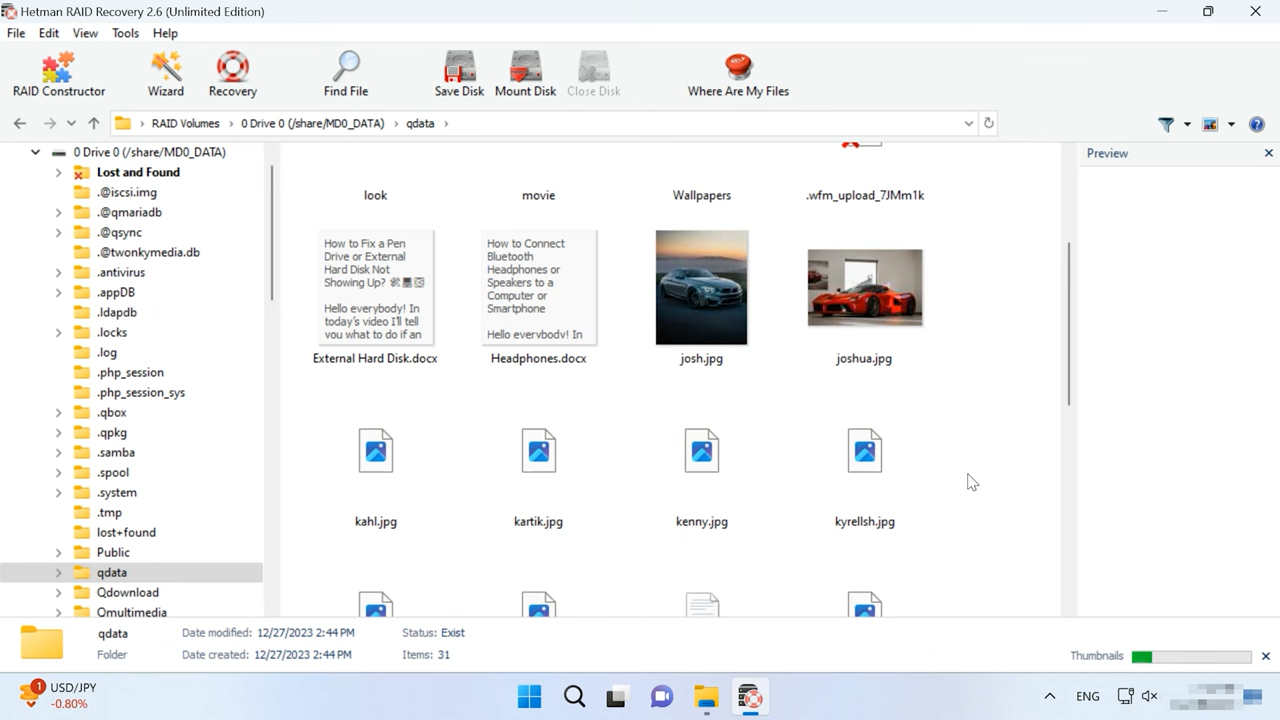 Hetman RAID Recovery 2.6 (Unlimited Edition)
File Edit View Tools Help
RAID Constructor Wizard Recovery Find File Save Disk Mount Disk Close Disk Where Are My Files
RAID Volumes 0 Drive 0 (/share/MD0_DATA) qdata
0 Drive 0 (/share/MD0_DATA)
Lost and Found
.@iscsi.img
.@qmariadb
.@qsync
.@twonkymedia.db
.antivirus
.appDB
.ldapdb
.locks
.log
.php_session
.php_session_sys
.qbox
.qpkg
.samba
.spool
.system
.tmp
lost+found
Public
qdata
Qdownload
Qmultimedia
look movie Wallpapers .wfm_upload_7JMm1k
How to Fix a Pen
Drive or External
Hard Disk Not
Showing Up?
Hello everybody! In
today's video I'll tell
you what to do if an
External Hard Disk.docx
How to Connect
Bluetooth
Headphones or
Speakers to a
Computer or
Smartphone
Hello everybody! In
Headphones.docx
josh.jpg
joshua.jpg
kahl.jpg kartik.jpg kenny.jpg kyrellsh.jpg
Preview
qdata Date modified: 12/27/2023 2:44 PM Status: Exist
Folder Date created: 12/27/2023 2:44 PM Items: 31
Thumbnails
1 USD/JPY
-0.80%
ENG